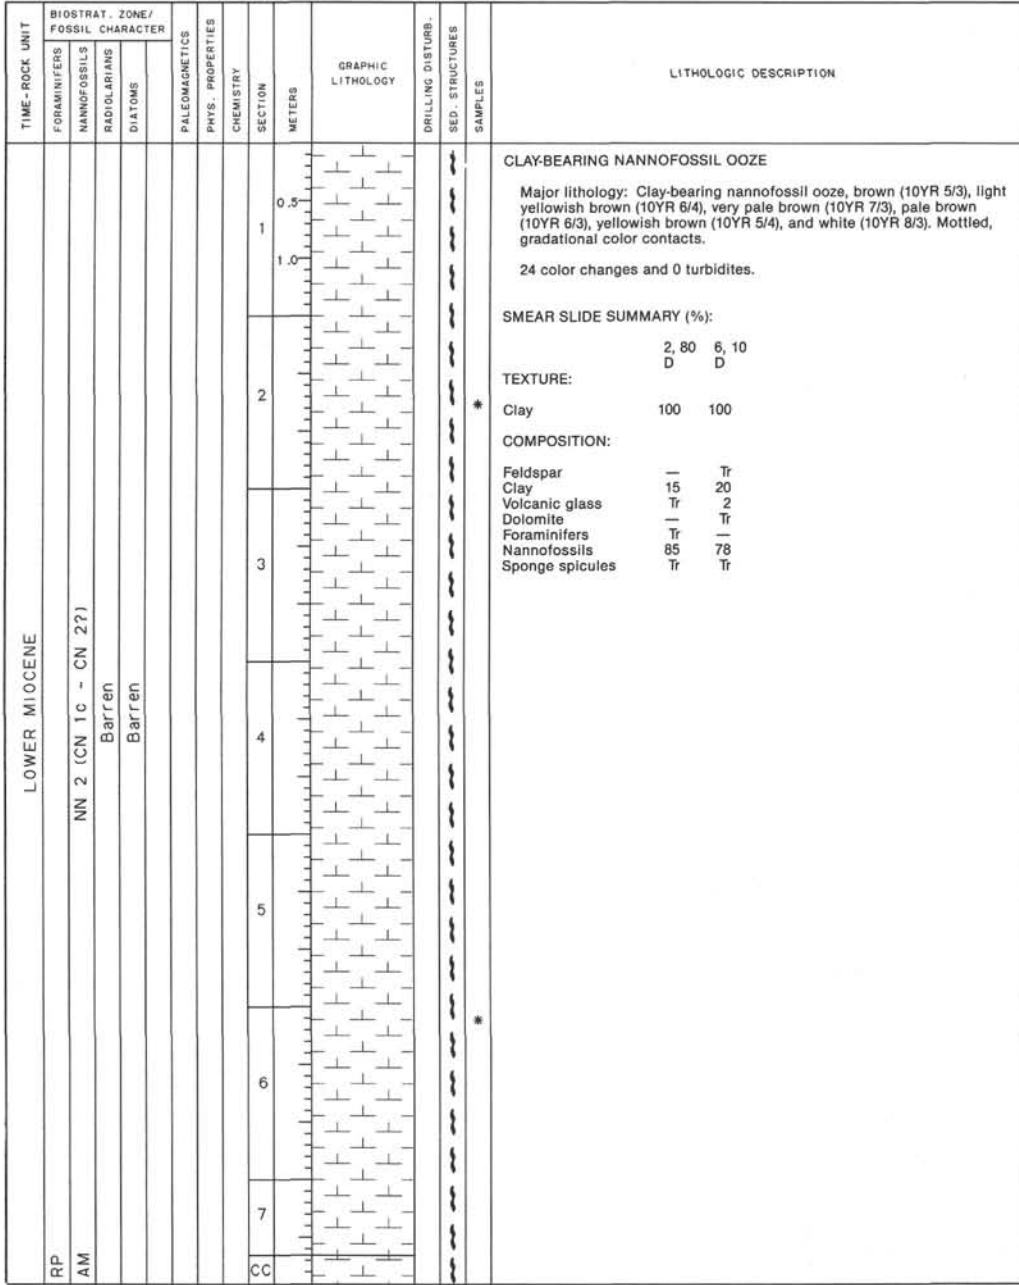 TIME-ROCK UNIT
BIOSTRAT. ZONE/
FOSSIL CHARACTER
FORAMINIFERS
NANNOFOSSILS
RADIOLARIANS
DIATOMS
PALEOMAGNETICS
PHYS. PROPERTIES
CHEMISTRY
SECTION
METERS
GRAPHIC
LITHOLOGY
DRILLING DISTURB.
SED. STRUCTURES
SAMPLES
LITHOLOGIC DESCRIPTION
LOWER MIOCENE
RP
NN 2 (CN 1c - CN 2?)
AM
Barren
Barren
1
2
3
4
5
6
7
CC
0.5
1.0
*
*
CLAY-BEARING NANNOFOSSIL OOZE
Major lithology: Clay-bearing nannofossil ooze, brown (10YR 5/3), light
yellowish brown (10YR 6/4), very pale brown (10YR 7/3), pale brown
(10YR 6/3), yellowish brown (10YR 5/4), and white (10YR 8/3). Mottled,
gradational color contacts.
24 color changes and 0 turbidites.
SMEAR SLIDE SUMMARY (%):
2, 80 6, 10
D D
TEXTURE:
Clay 100 100
COMPOSITION:
Feldspar — Tr
Clay 15 20
Volcanic glass Tr 2
Dolomite — Tr
Foraminifers Tr —
Nannofossils 85 78
Sponge spicules Tr Tr